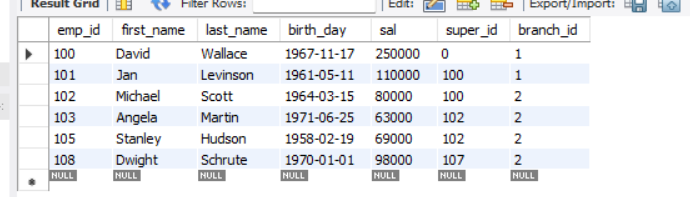 Result Grid Filter Rows: Edit: Export/Import:
emp_id first_name last_name birth_day sal super_id branch_id
100 David Wallace 1967-11-17 250000 0 1
101 Jan Levinson 1961-05-11 110000 100 1
102 Michael Scott 1964-03-15 80000 100 2
103 Angela Martin 1971-06-25 63000 102 2
105 Stanley Hudson 1958-02-19 69000 102 2
108 Dwight Schrute 1970-01-01 98000 107 2
NULL NULL NULL NULL NULL NULL NULL